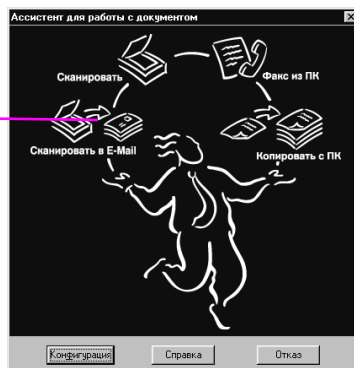 Ассистент для работы с документом
Сканировать
Факс из ПК
Сканировать в E-Mail
Копировать с ПК
Конфигурация
Справка
Отказ